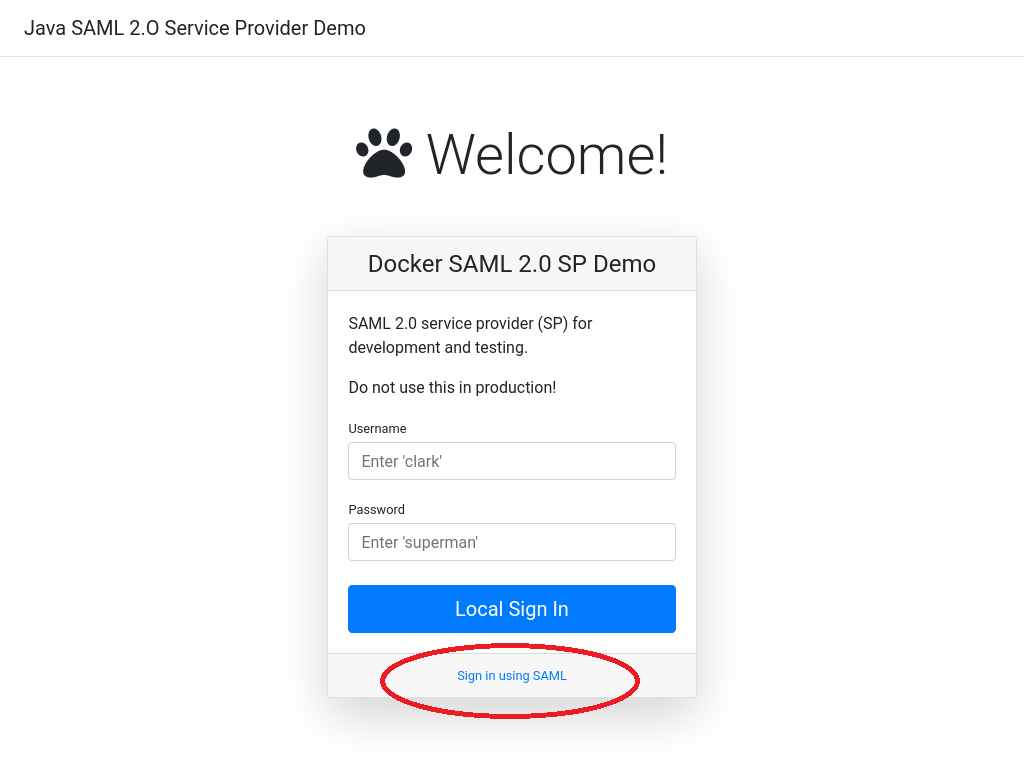 Java SAML 2.O Service Provider Demo
Welcome!
Docker SAML 2.0 SP Demo
SAML 2.0 service provider (SP) for
development and testing.
Do not use this in production!
Username
Enter 'clark'
Password
Enter 'superman'
Local Sign In
Sign in using SAML